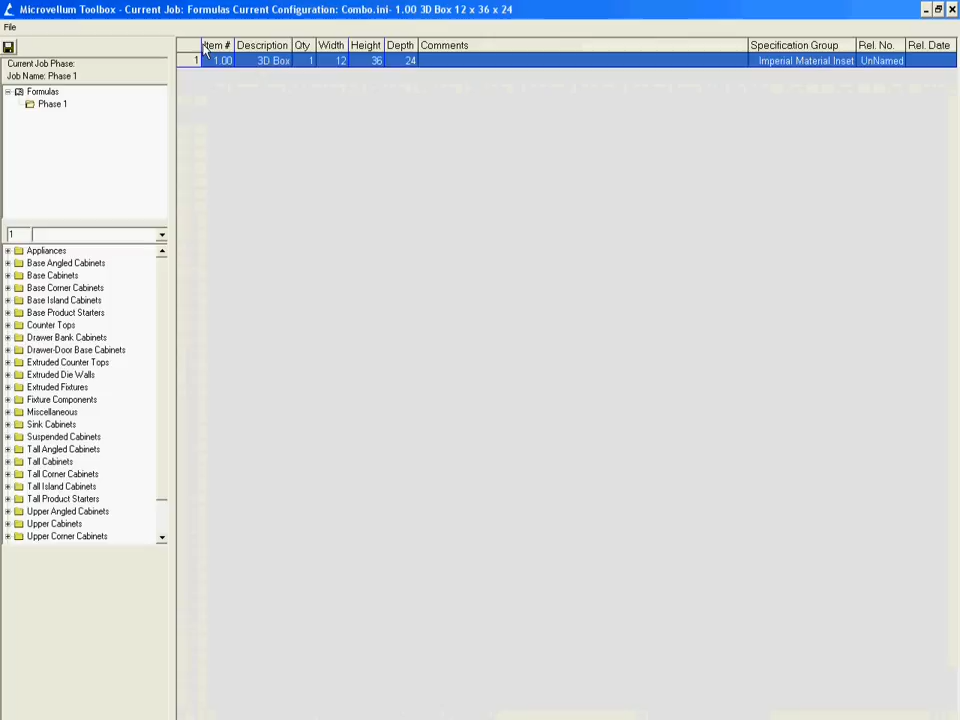 Microvellum Toolbox - Current Job: Formulas Current Configuration: Combo.ini- 1.00 3D Box 12 x 36 x 24
File
Current Job Phase:
Job Name: Phase 1
Formulas
Phase 1
1
Item # Description Qty Width Height Depth Comments Specification Group Rel. No. Rel. Date
1 1.00 3D Box 1 12 36 24 Imperial Material Inset UnNamed
Appliances
Base Angled Cabinets
Base Cabinets
Base Corner Cabinets
Base Island Cabinets
Base Product Starters
Counter Tops
Drawer Bank Cabinets
Drawer-Door Base Cabinets
Extruded Counter Tops
Extruded Die Walls
Extruded Fixtures
Fixture Components
Miscellaneous
Sink Cabinets
Suspended Cabinets
Tall Angled Cabinets
Tall Cabinets
Tall Corner Cabinets
Tall Island Cabinets
Tall Product Starters
Upper Angled Cabinets
Upper Cabinets
Upper Corner Cabinets